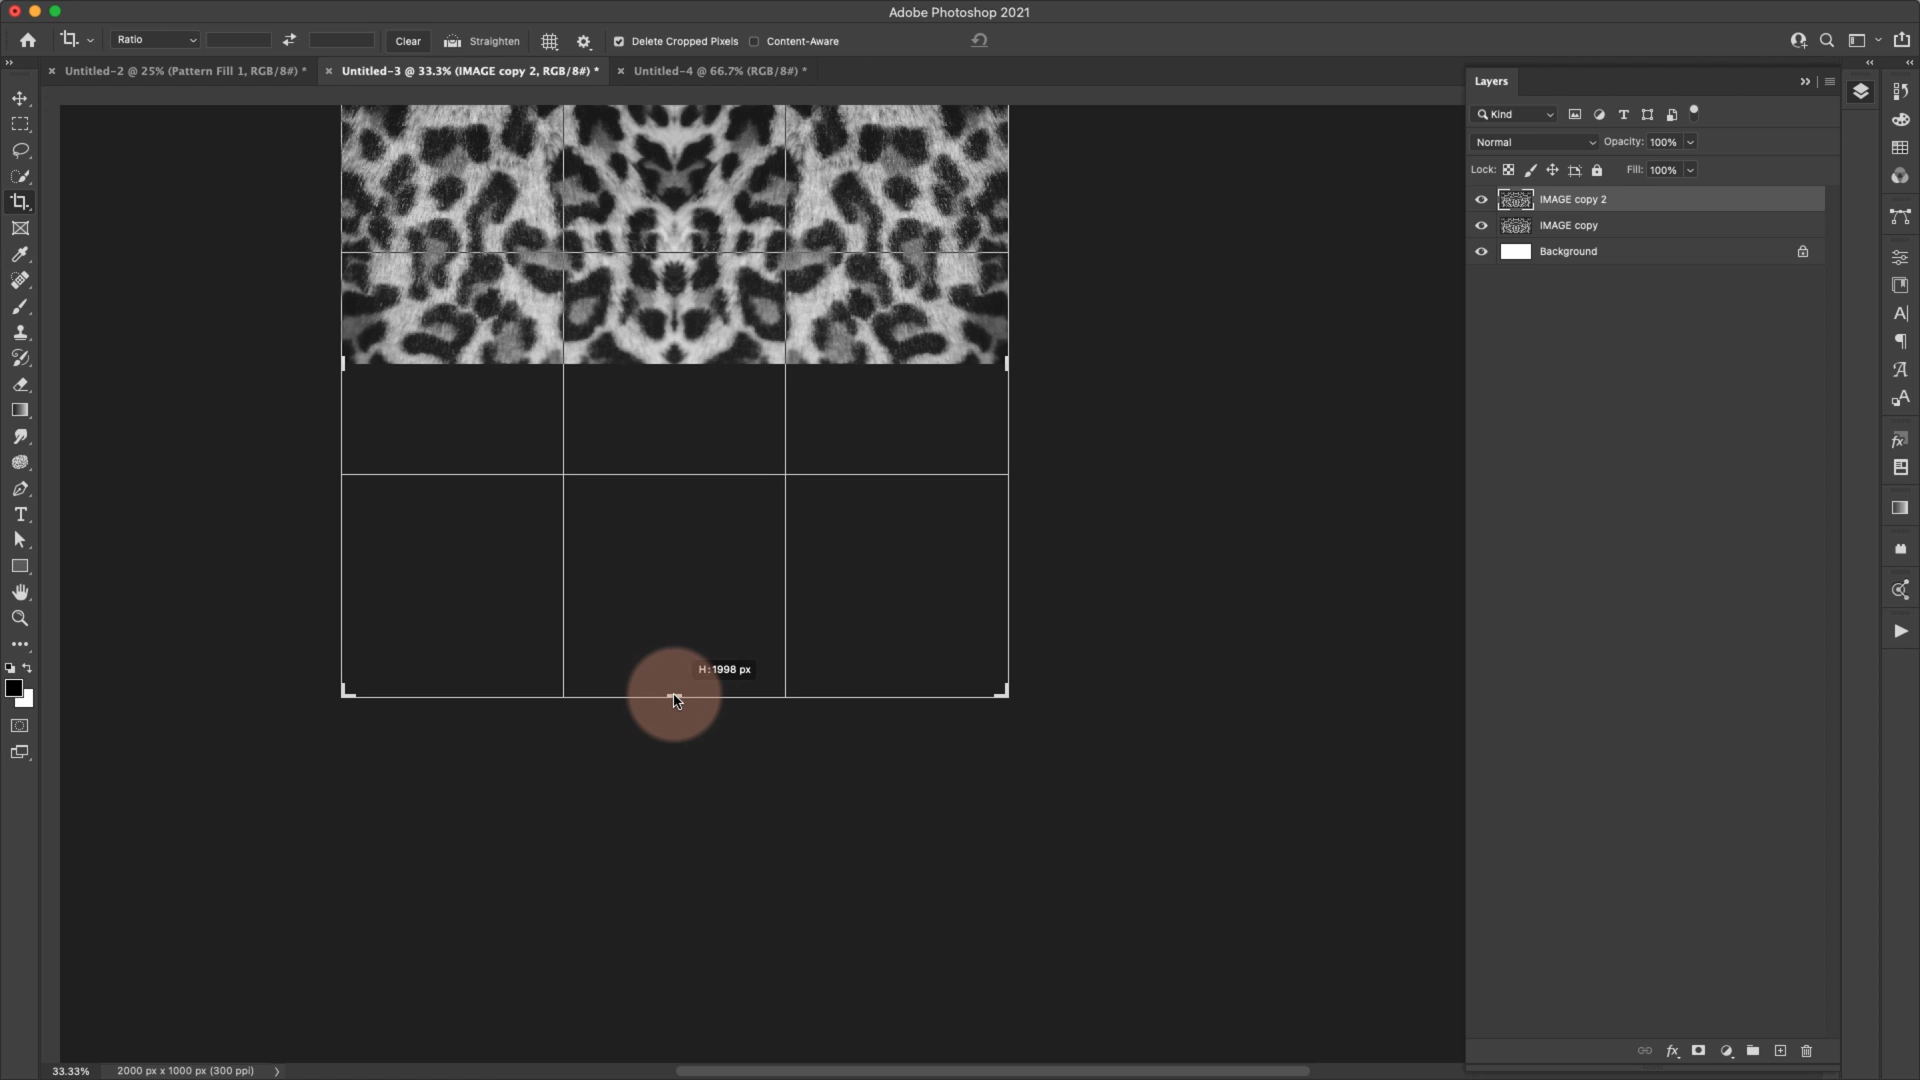 Adobe Photoshop 2021
Ratio
Clear
Straighten
Delete Cropped Pixels
Content-Aware
Untitled-2 @ 25% (Pattern Fill 1, RGB/8#) *
Untitled-3 @ 33.3% (IMAGE copy 2, RGB/8#) *
Untitled-4 @ 66.7% (RGB/8#) *
Layers
Kind
Normal
Opacity: 100%
Lock:
Fill: 100%
IMAGE copy 2
IMAGE copy
Background
H: 1998 px
33.33%
2000 px x 1000 px (300 ppi)